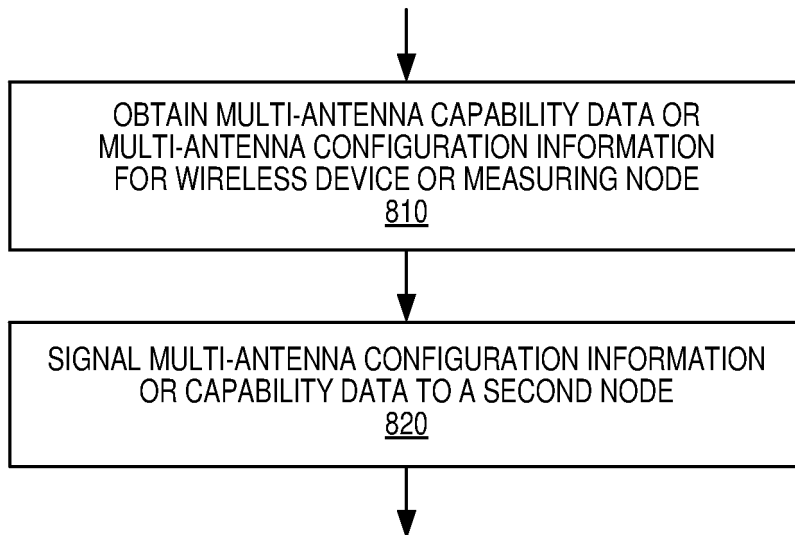 OBTAIN MULTI-ANTENNA CAPABILITY DATA OR
MULTI-ANTENNA CONFIGURATION INFORMATION
FOR WIRELESS DEVICE OR MEASURING NODE
810
SIGNAL MULTI-ANTENNA CONFIGURATION INFORMATION
OR CAPABILITY DATA TO A SECOND NODE
820